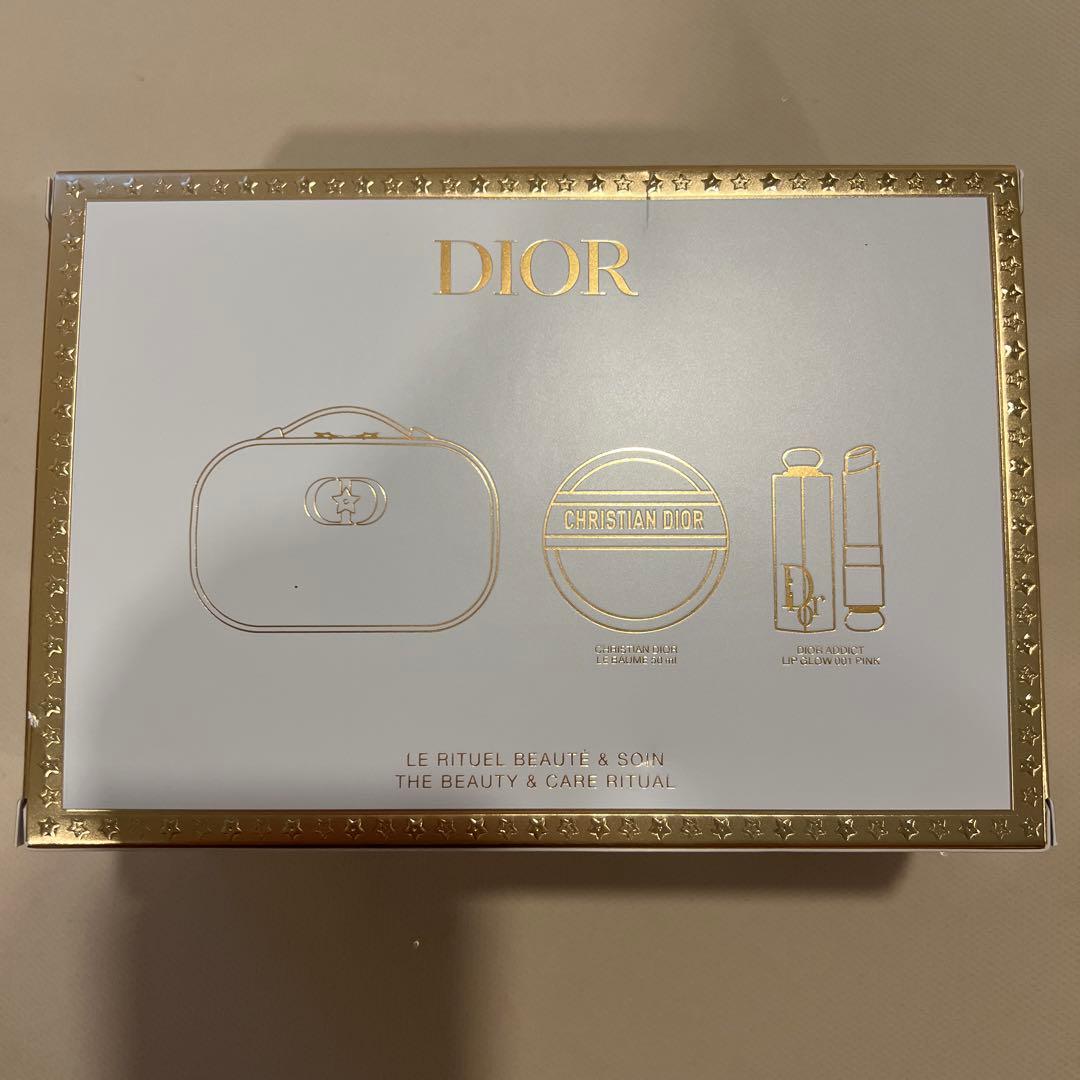 DIOR
CD
CHRISTIAN DIOR
Dior
CHRISTIAN DIOR
LE BAUME 50 ml
DIOR ADDICT
LIP GLOW 001 PINK
LE RITUEL BEAUTÉ & SOIN
THE BEAUTY & CARE RITUAL